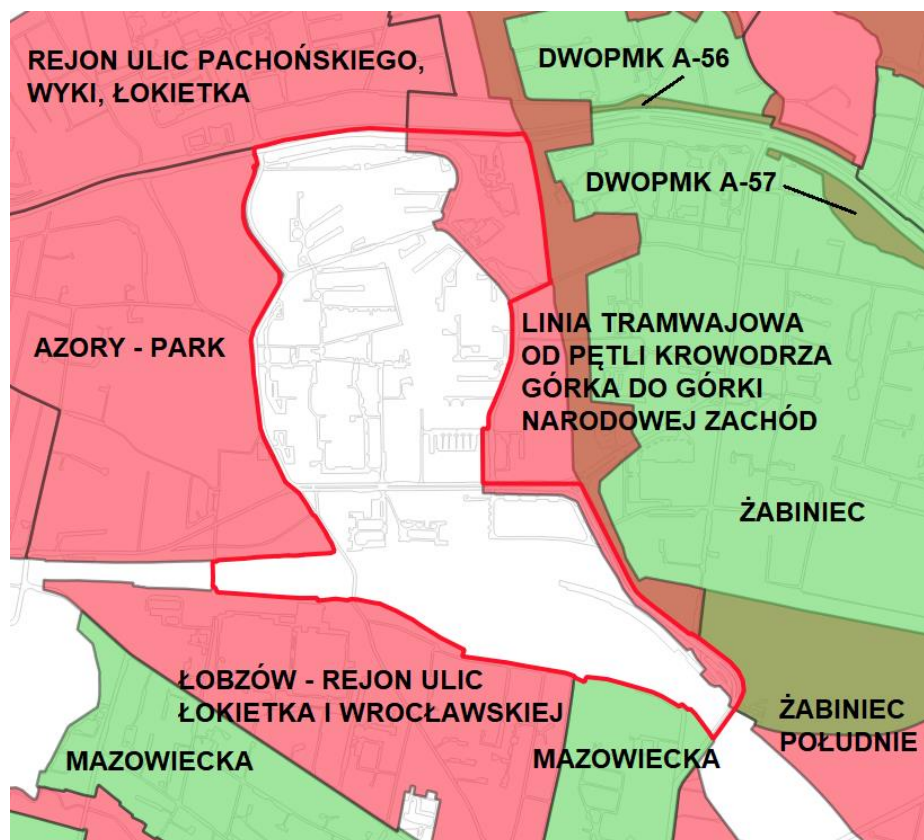 REJON ULIC PACHOŃSKIEGO,
WYKI, ŁOKIETKA
DWOPMK A-56
DWOPMK A-57
AZORY - PARK
LINIA TRAMWAJOWA
OD PĘTLI KROWODRZA
GÓRKA DO GÓRKI
NARODOWEJ ZACHÓD
ŻABINIEC
ŁOBZÓW - REJON ULIC
ŁOKIETKA I WROCŁAWSKIEJ
MAZOWIECKA
MAZOWIECKA
ŻABINIEC
POŁUDNIE